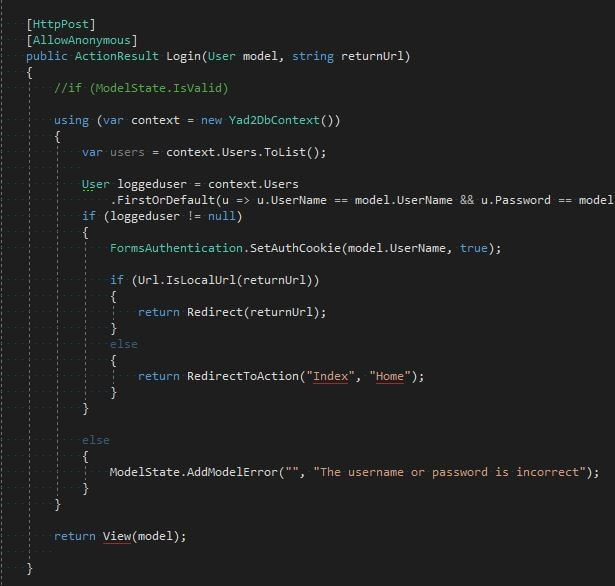 [HttpPost]
[AllowAnonymous]
public ActionResult Login(User model, string returnUrl)
{
//if (ModelState.IsValid)
using (var context = new Yad2DbContext())
{
var users = context.Users.ToList();
User loggeduser = context.Users
.FirstOrDefault(u => u.UserName == model.UserName && u.Password == model
if (loggeduser != null)
{
FormsAuthentication.SetAuthCookie(model.UserName, true);
if (Url.IsLocalUrl(returnUrl))
{
return Redirect(returnUrl);
}
else
{
return RedirectToAction("Index", "Home");
}
}
else
{
ModelState.AddModelError("", "The username or password is incorrect");
}
}
return View(model);
}